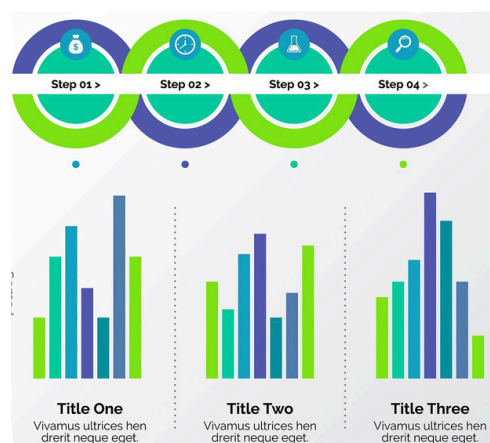 Step 01 >
Step 02 >
Step 03 >
Step 04 >
Title One
Vivamus ultrices hen
drerit neque eget.
Title Two
Vivamus ultrices hen
drerit neque eget.
Title Three
Vivamus ultrices hen
drerit neque eget.